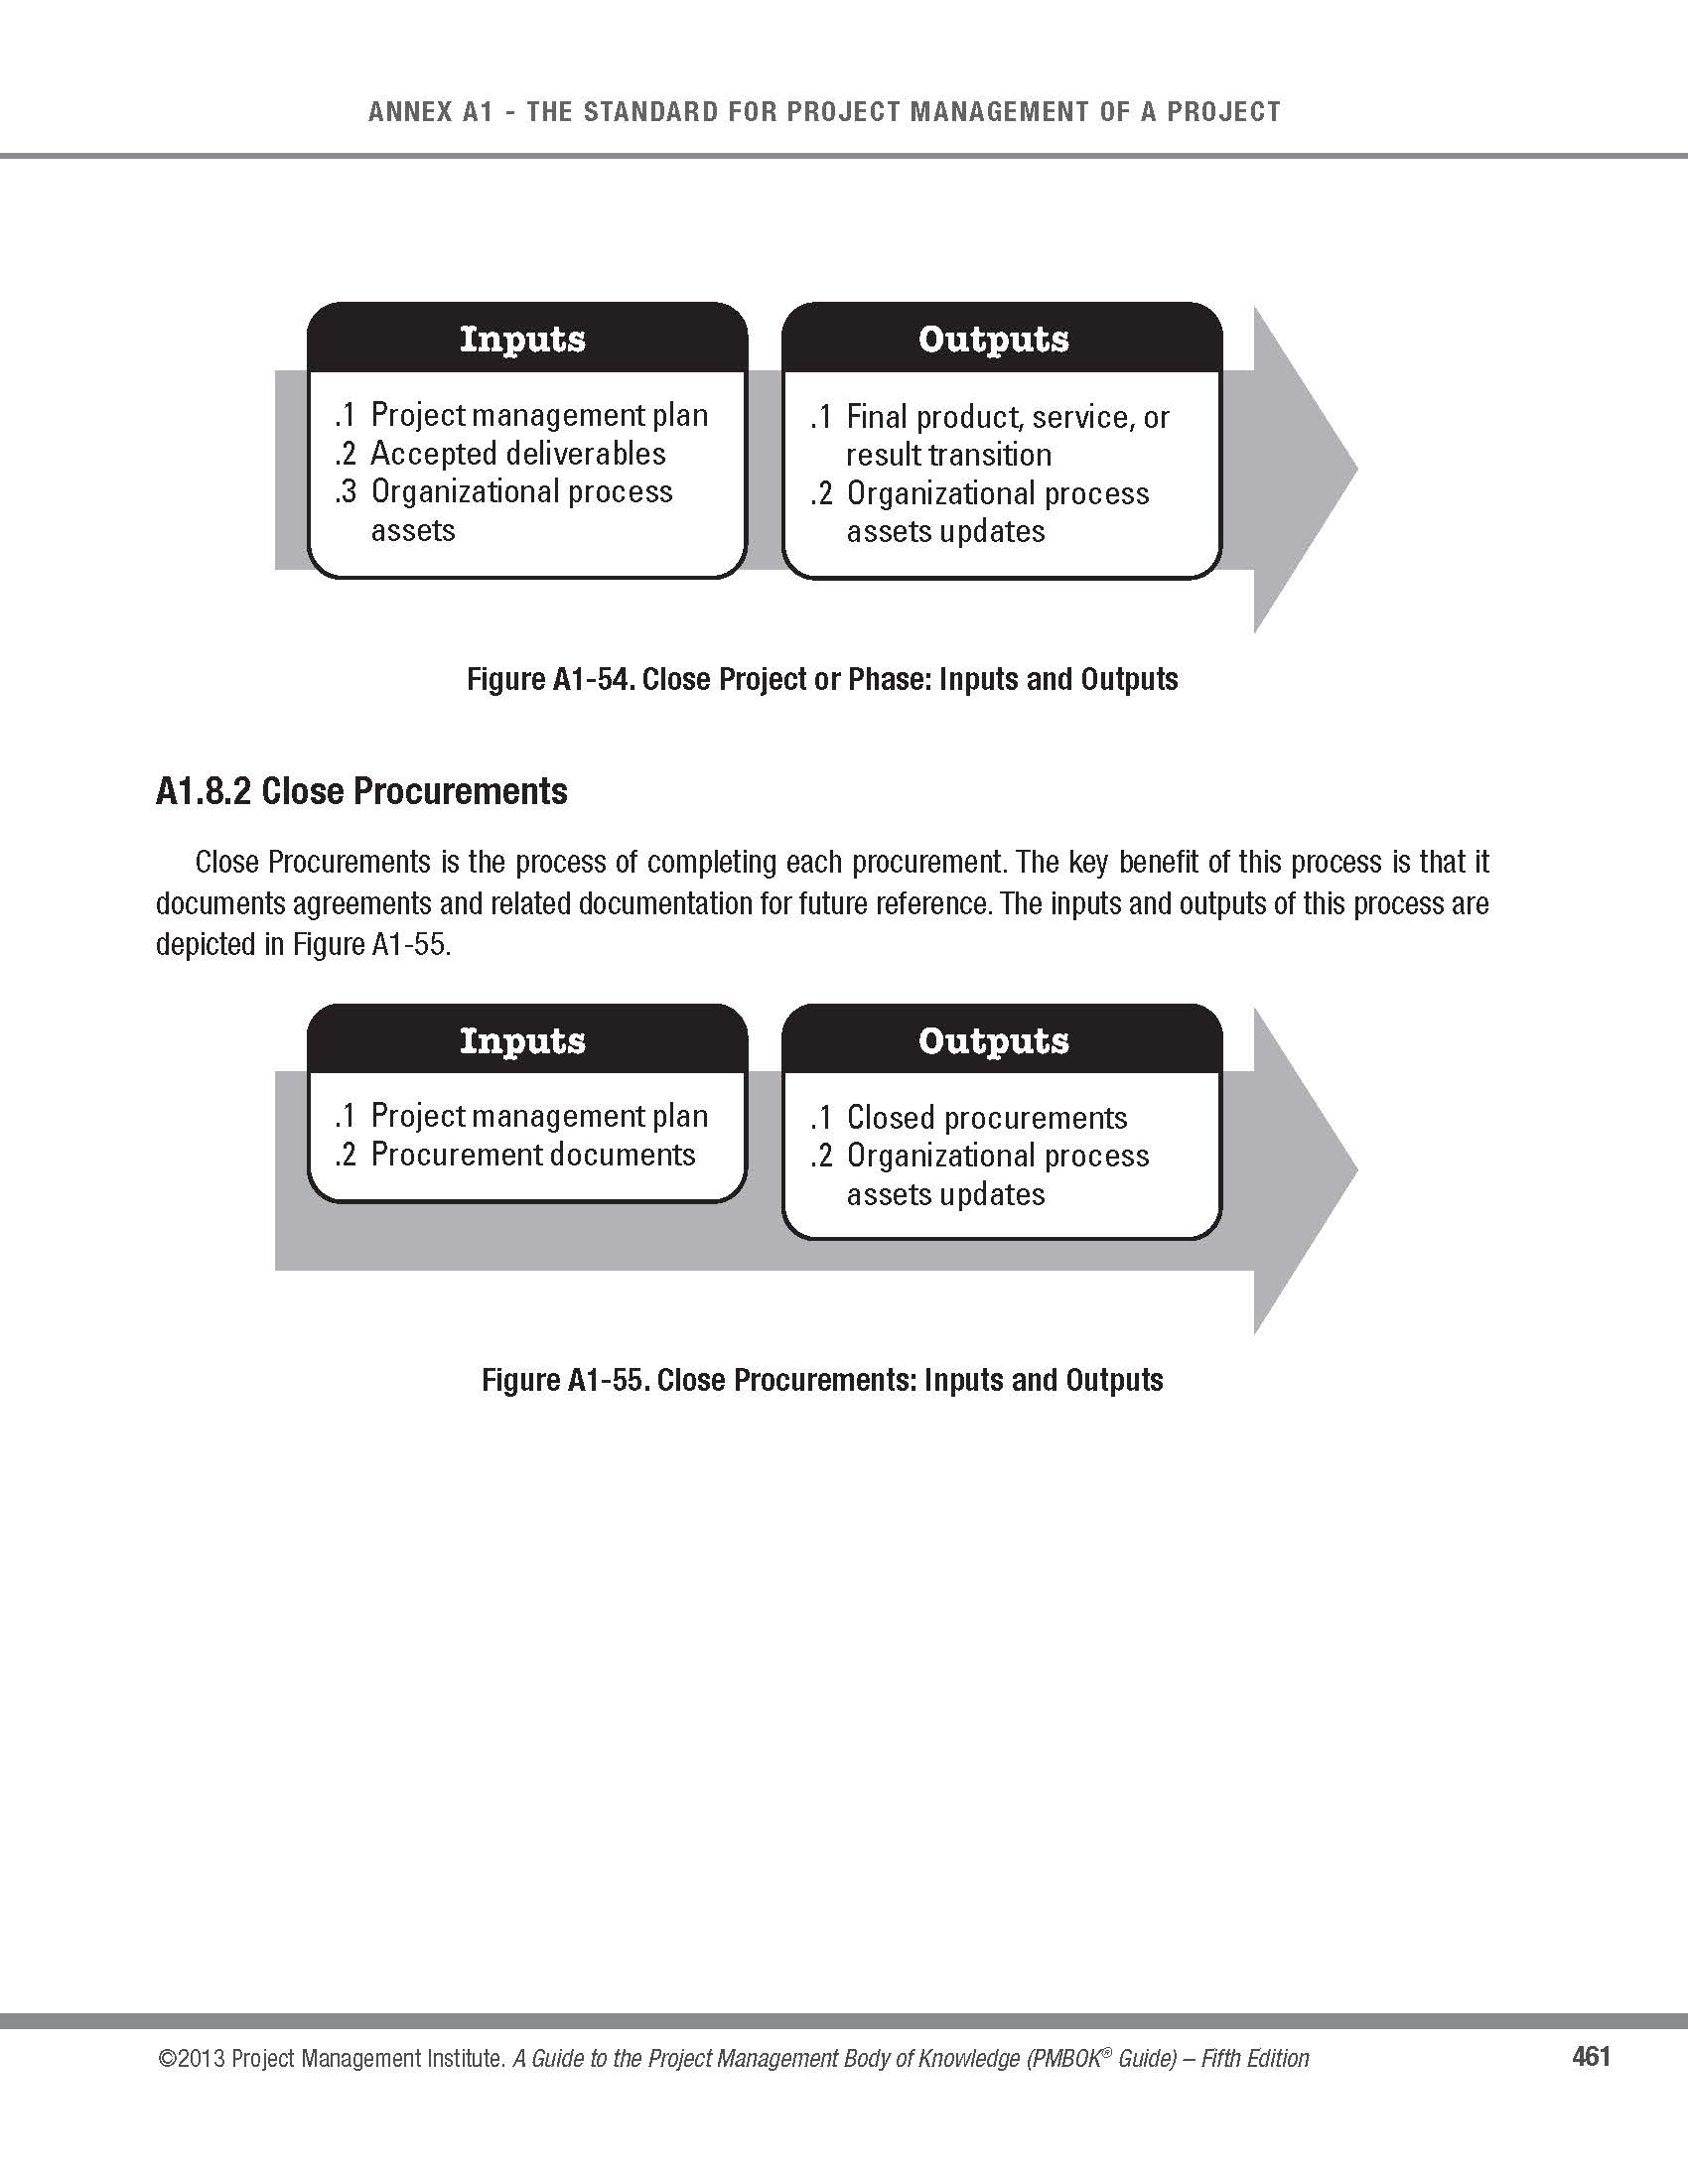 ANNEX A1 - THE STANDARD FOR PROJECT MANAGEMENT OF A PROJECT
Inputs
.1 Project management plan
.2 Accepted deliverables
.3 Organizational process
assets
Outputs
.1 Final product, service, or
result transition
.2 Organizational process
assets updates
Figure A1-54. Close Project or Phase: Inputs and Outputs
A1.8.2 Close Procurements
Close Procurements is the process of completing each procurement. The key benefit of this process is that it
documents agreements and related documentation for future reference. The inputs and outputs of this process are
depicted in Figure A1-55.
Inputs
.1 Project management plan
.2 Procurement documents
Outputs
.1 Closed procurements
.2 Organizational process
assets updates
Figure A1-55. Close Procurements: Inputs and Outputs
©2013 Project Management Institute. A Guide to the Project Management Body of Knowledge (PMBOK® Guide) – Fifth Edition
461